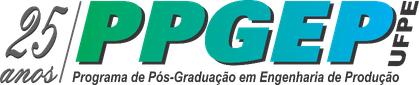 25 anos
PPGEP
UFPE
Programa de Pós-Graduação em Engenharia de Produção